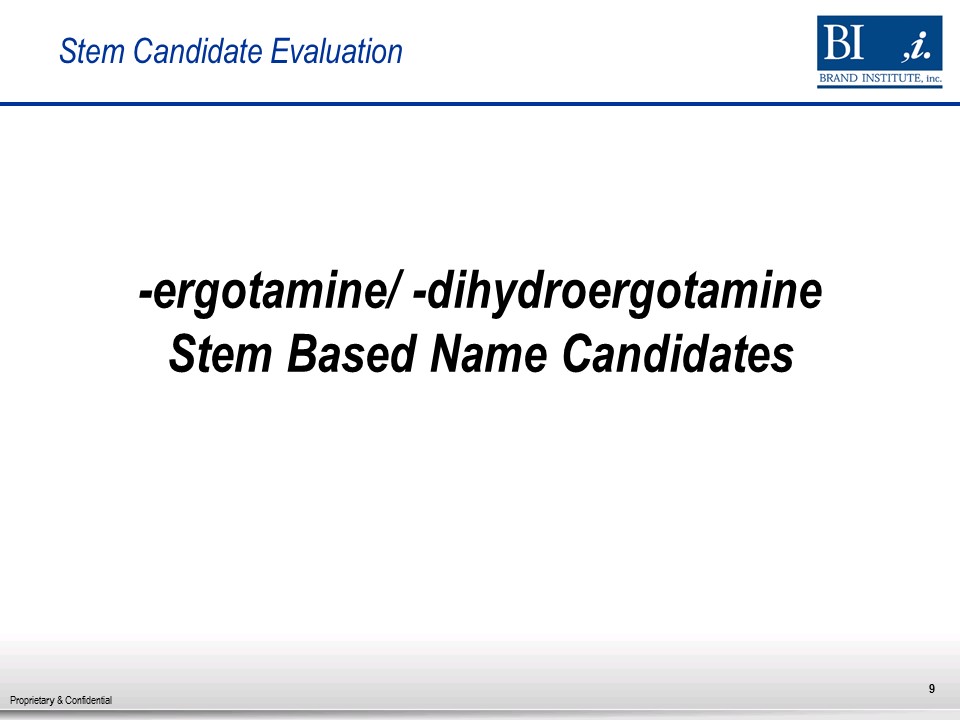 Stem Candidate Evaluation
BI ,i.
BRAND INSTITUTE, inc.
-ergotamine/ -dihydroergotamine
Stem Based Name Candidates
9
Proprietary & Confidential